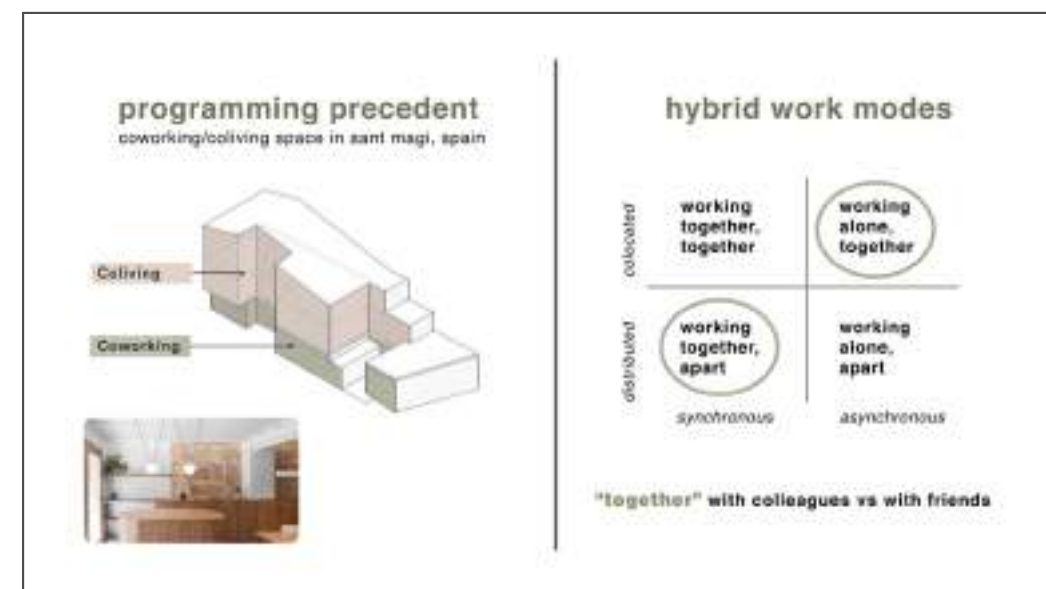 programming precedent
coworking/coliving space in sant magi, spain
Coliving
Coworking
hybrid work modes
colocated
working
together,
together
working
alone,
together
distributed
working
together,
apart
working
alone,
apart
synchronous
asynchronous
"together" with colleagues vs with friends